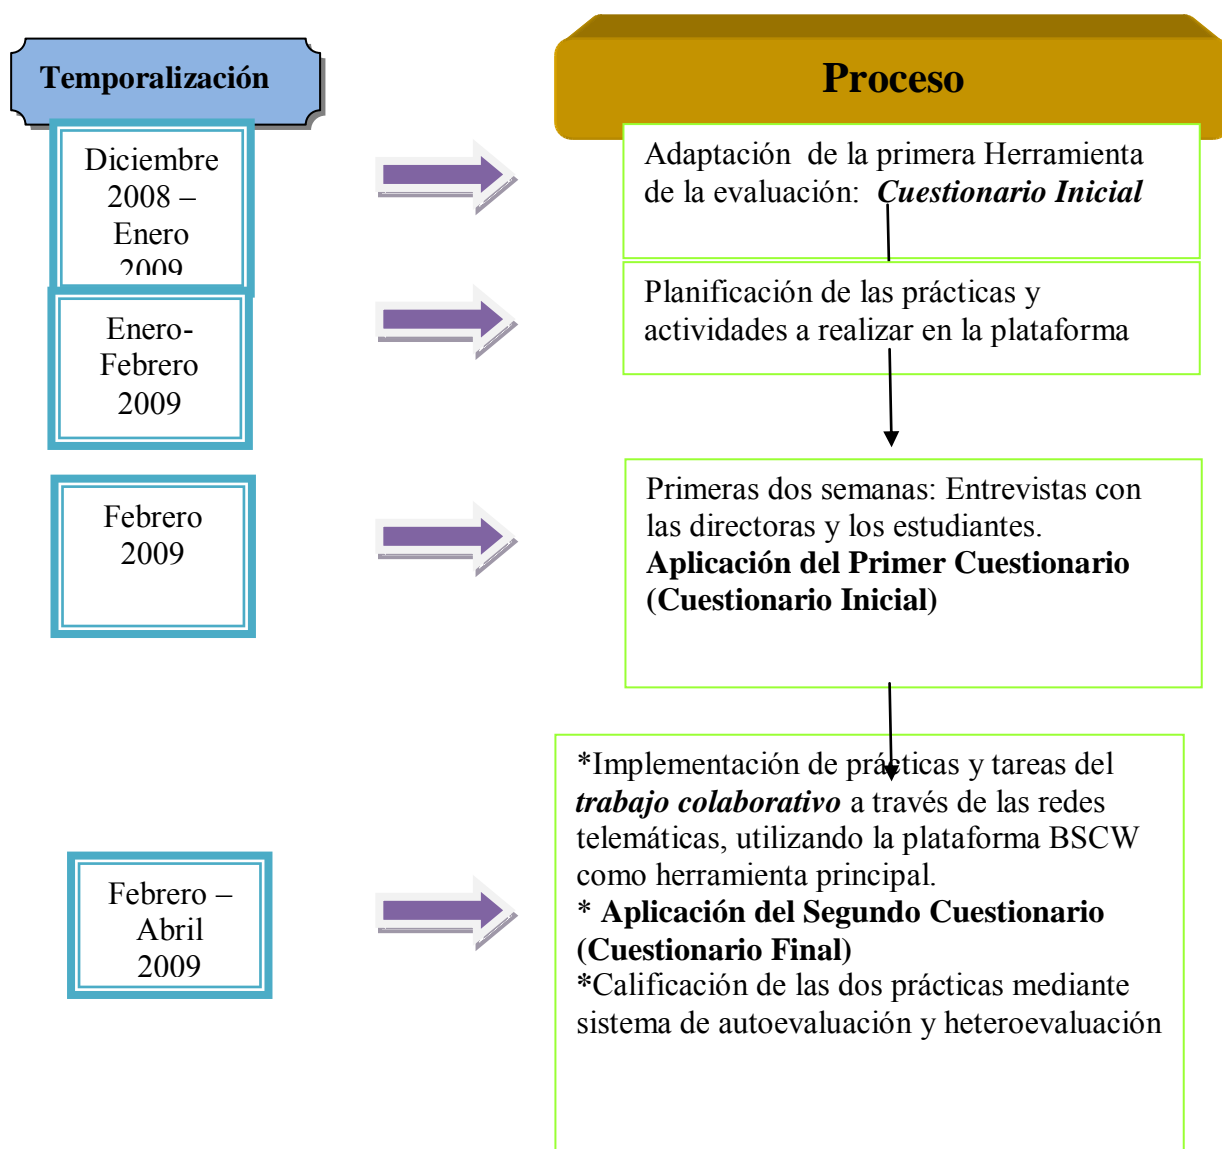 Temporalización
Proceso
Diciembre
2008 –
Enero
2009
Adaptación de la primera Herramienta
de la evaluación: Cuestionario Inicial
Enero-
Febrero
2009
Planificación de las prácticas y
actividades a realizar en la plataforma
Febrero
2009
Primeras dos semanas: Entrevistas con
las directoras y los estudiantes.
Aplicación del Primer Cuestionario
(Cuestionario Inicial)
Febrero –
Abril
2009
*Implementación de prácticas y tareas del
trabajo colaborativo a través de las redes
telemáticas, utilizando la plataforma BSCW
como herramienta principal.
* Aplicación del Segundo Cuestionario
(Cuestionario Final)
*Calificación de las dos prácticas mediante
sistema de autoevaluación y heteroevaluación